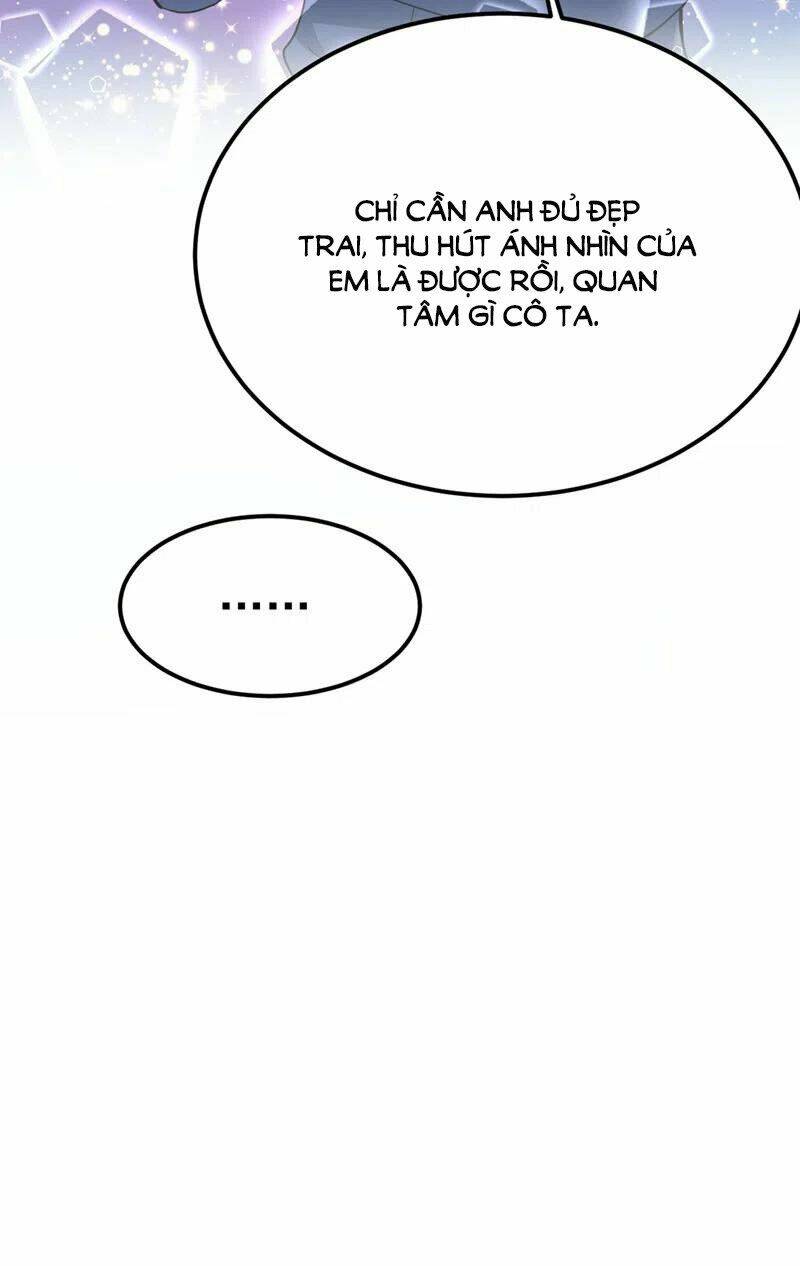 CHỈ CẦN ANH ĐỦ ĐẸP
TRAI, THU HÚT ÁNH NHÌN CỦA
EM LÀ ĐƯỢC RỒI, QUAN
TÂM GÌ CÔ TA.
......